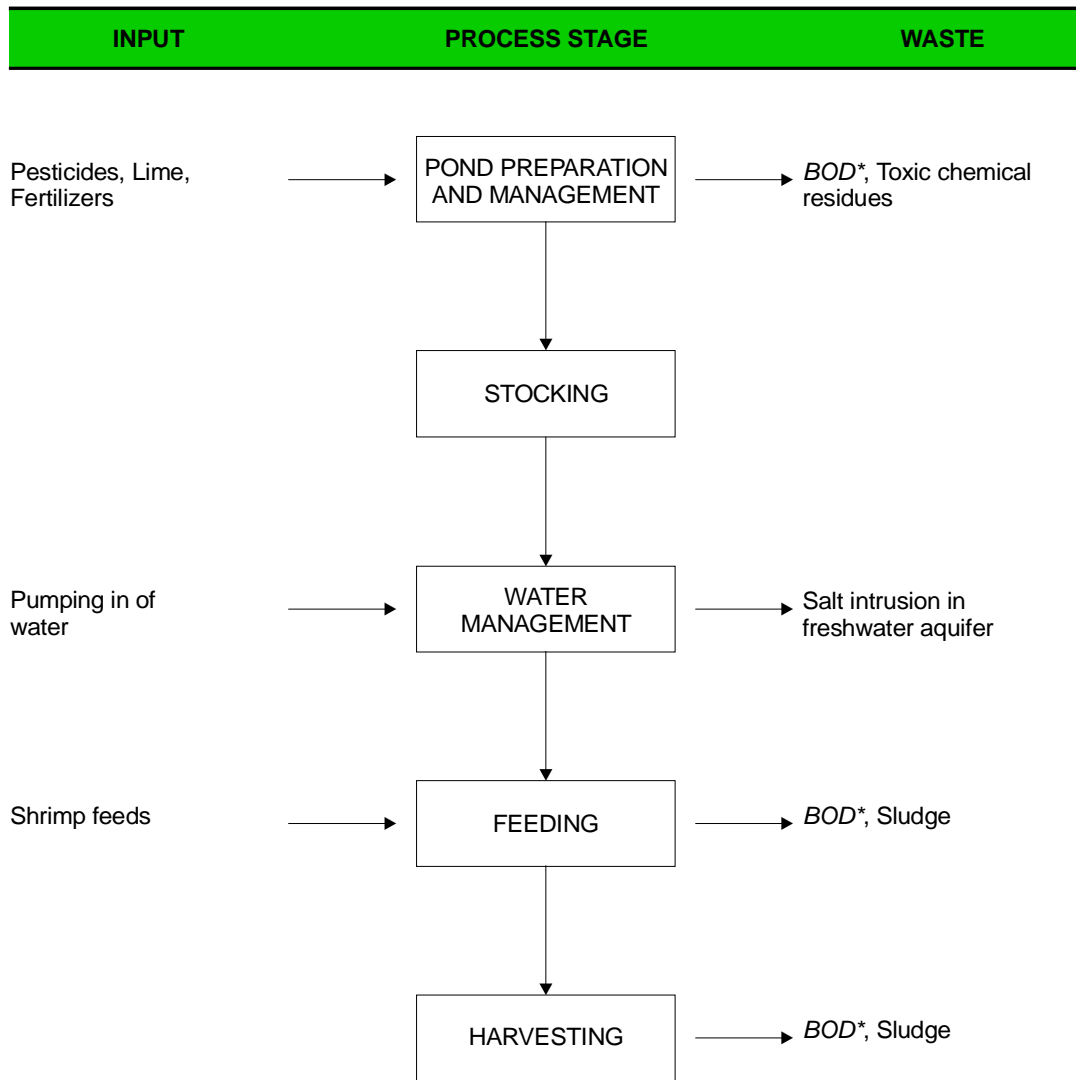 INPUT PROCESS STAGE WASTE
Pesticides, Lime,
Fertilizers
POND PREPARATION
AND MANAGEMENT
BOD*, Toxic chemical
residues
STOCKING
Pumping in of
water
WATER
MANAGEMENT
Salt intrusion in
freshwater aquifer
Shrimp feeds
FEEDING
BOD*, Sludge
HARVESTING
BOD*, Sludge